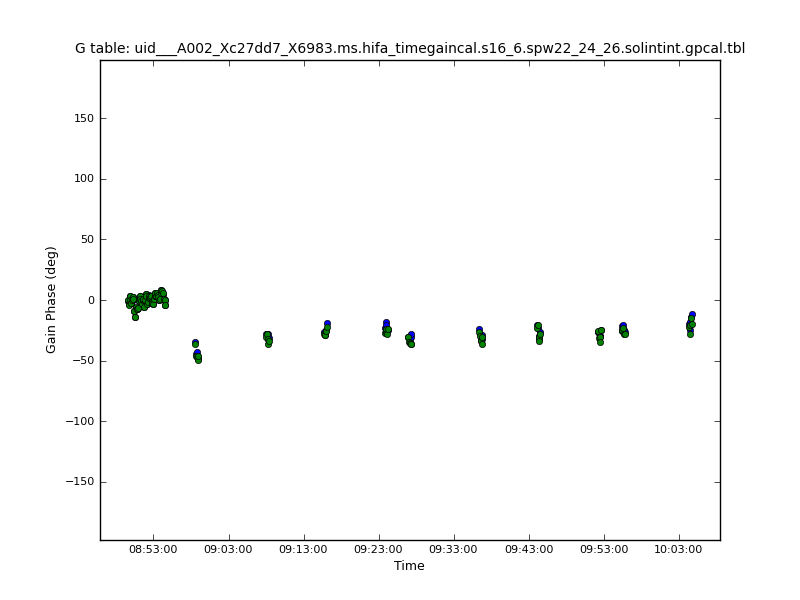 G table: uid___A002_Xc27dd7_X6983.ms.hifa_timegaincal.s16_6.spw22_24_26.solintint.gpcal.tbl
150
100
50
0
−50
−100
−150
Gain Phase (deg)
08:53:00 09:03:00 09:13:00 09:23:00 09:33:00 09:43:00 09:53:00 10:03:00
Time